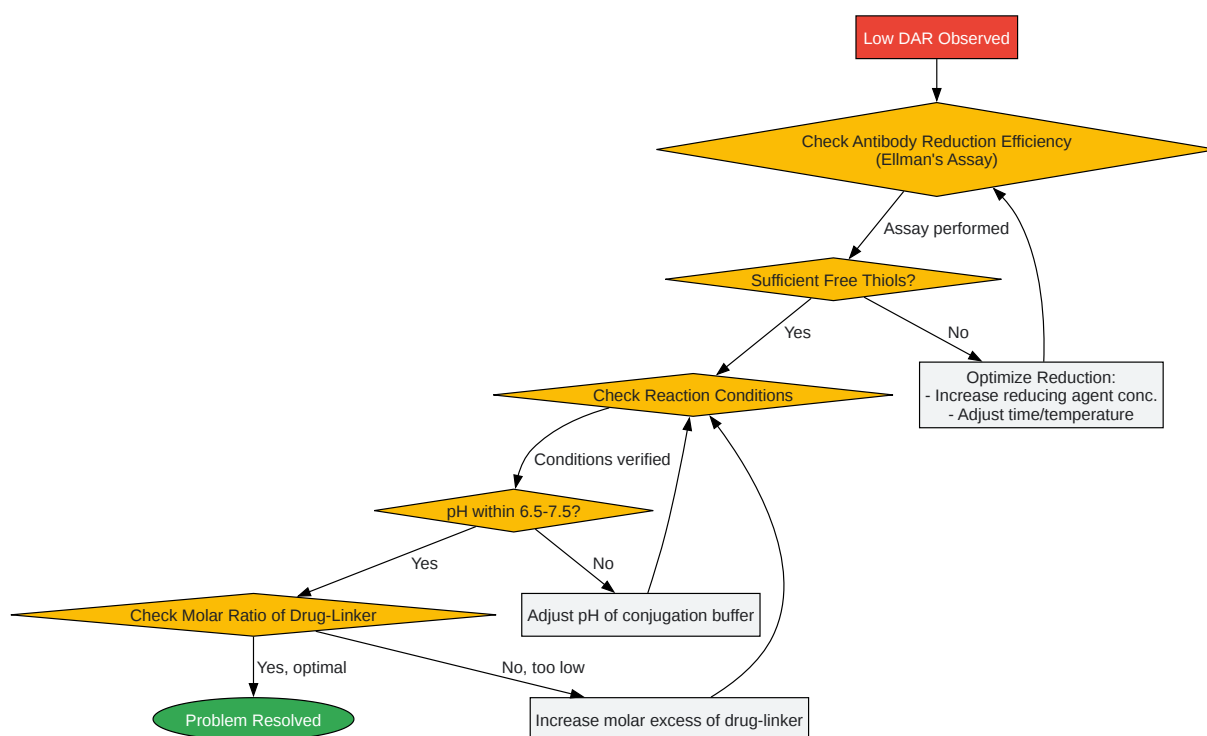 Low DAR Observed
Check Antibody Reduction Efficiency
(Ellman's Assay)
Assay performed
Sufficient Free Thiols?
Yes
No
Optimize Reduction:
- Increase reducing agent conc.
- Adjust time/temperature
Check Reaction Conditions
Conditions verified
pH within 6.5-7.5?
Yes
No
Adjust pH of conjugation buffer
Check Molar Ratio of Drug-Linker
Yes, optimal
No, too low
Problem Resolved
Increase molar excess of drug-linker